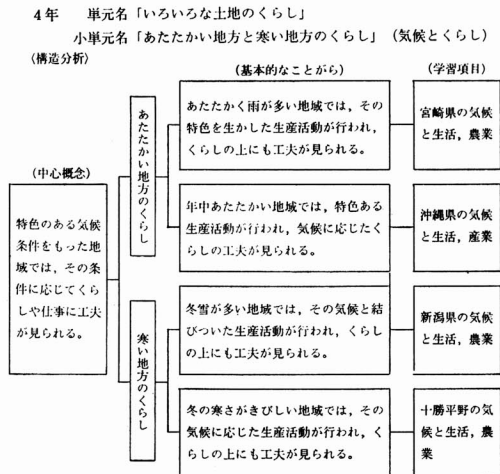 4年　単元名「いろいろな土地のくらし」
小単元名「あたたかい地方と寒い地方のくらし」（気候とくらし）
(構造分析)
(中心概念)
特色のある気候
条件をもった地
域では，その条
件に応じてくら
しや仕事に工夫
が見られる。
あたたかい地方のくらし
寒い地方のくらし
(基本的なことがら)
あたたかく雨が多い地域では，その
特色を生かした生産活動が行われ，
くらしの上にも工夫が見られる。
年中あたたかい地域では，特色ある
生産活動が行われ，気候に応じたく
らしの工夫が見られる。
冬雪が多い地域では，その気候と結
びついた生産活動が行われ，くらし
の上にも工夫が見られる。
冬の寒さがきびしい地域では，その
気候に応じた生産活動が行われ，く
らしの上にも工夫が見られる。
(学習項目)
宮崎県の気候
と生活，農業
沖縄県の気候
と生活，産業
新潟県の気候
と生活，農業
十勝平野の気
候と生活，農
業